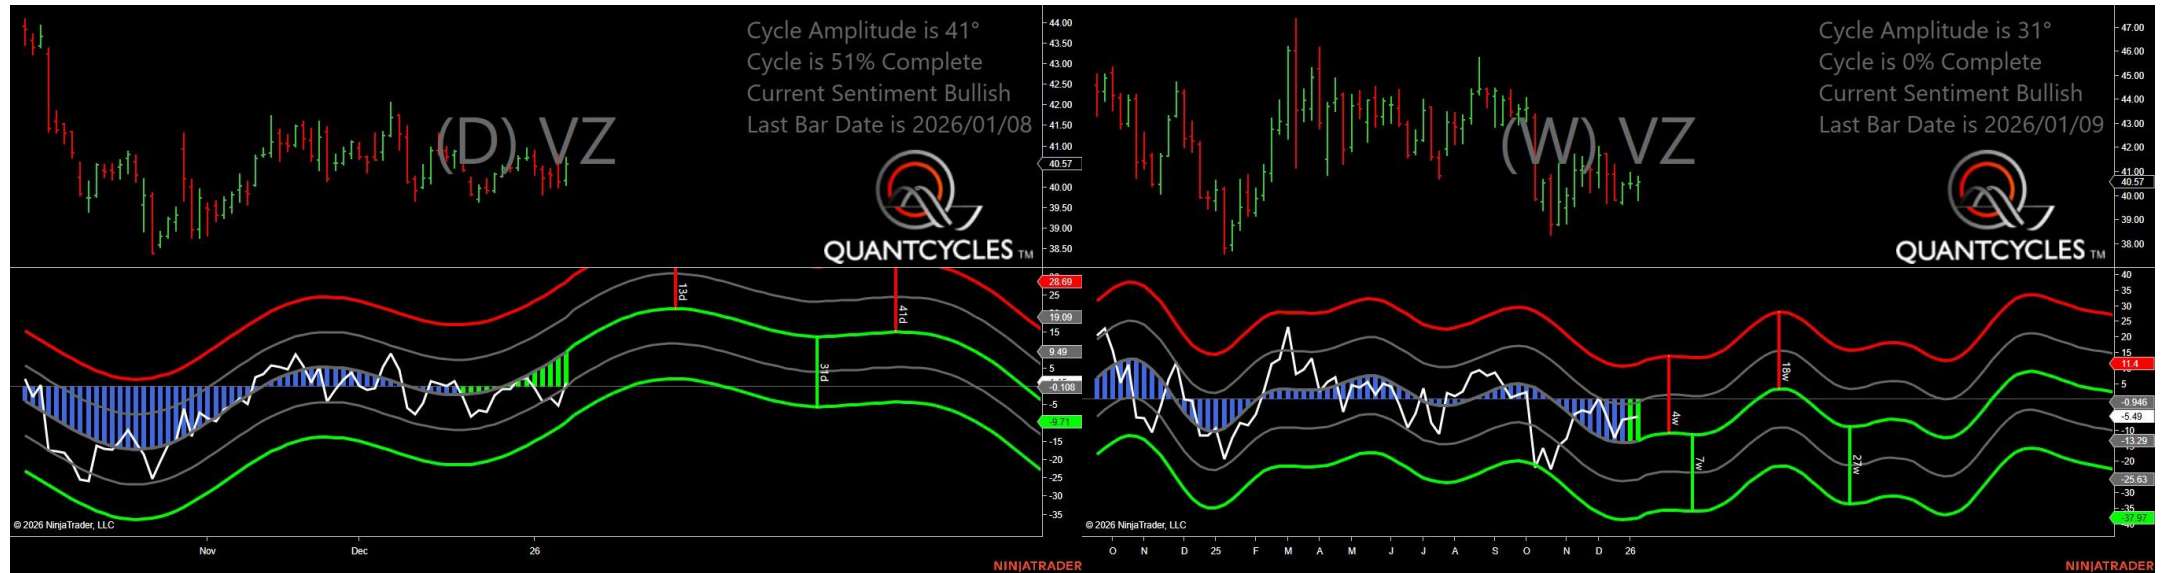 Cycle Amplitude is 41°
Cycle is 51% Complete
Current Sentiment Bullish
Last Bar Date is 2026/01/08
(D) VZ
QUANTCYCLES TM
44.00
43.50
43.00
42.50
42.00
41.50
41.00
40.57
40.00
39.50
39.00
38.50
13d
41d
31d
28.69
25
19.09
15
9.49
5
-0.108
-5
-9.71
-15
-20
-25
-30
-35
© 2026 NinjaTrader, LLC
Nov
Dec
26
NINJATRADER
Cycle Amplitude is 31°
Cycle is 0% Complete
Current Sentiment Bullish
Last Bar Date is 2026/01/09
(W) VZ
QUANTCYCLES TM
47.00
46.00
45.00
44.00
43.00
42.00
41.00
40.57
40.00
39.00
38.00
4w
7w
18w
27w
40
35
30
25
20
15
11.4
5
-0.946
-5.49
-10
-13.29
-20
-25.63
-30
-35
-37.97
© 2026 NinjaTrader, LLC
O N D 25 F M A M J J A S O N D 26
NINJATRADER